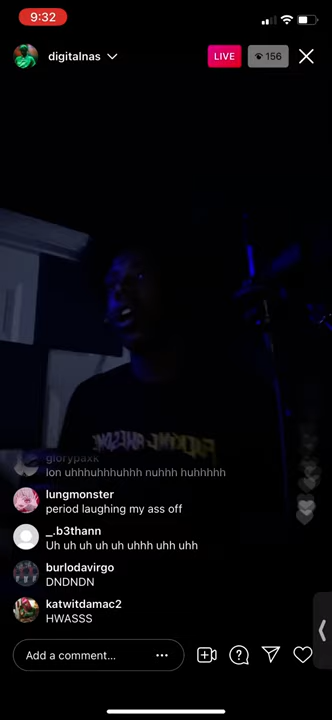 9:32
digitalnas
LIVE
156
glorypaxk
Ion uhhhuhhhuhhh nuhhh huhhhhh
lungmonster
period laughing my ass off
_.b3thann
Uh uh uh uh uh uhhh uhh uhh
burlodavirgo
DNDNDN
katwitdamac2
HWASSS
Add a comment...